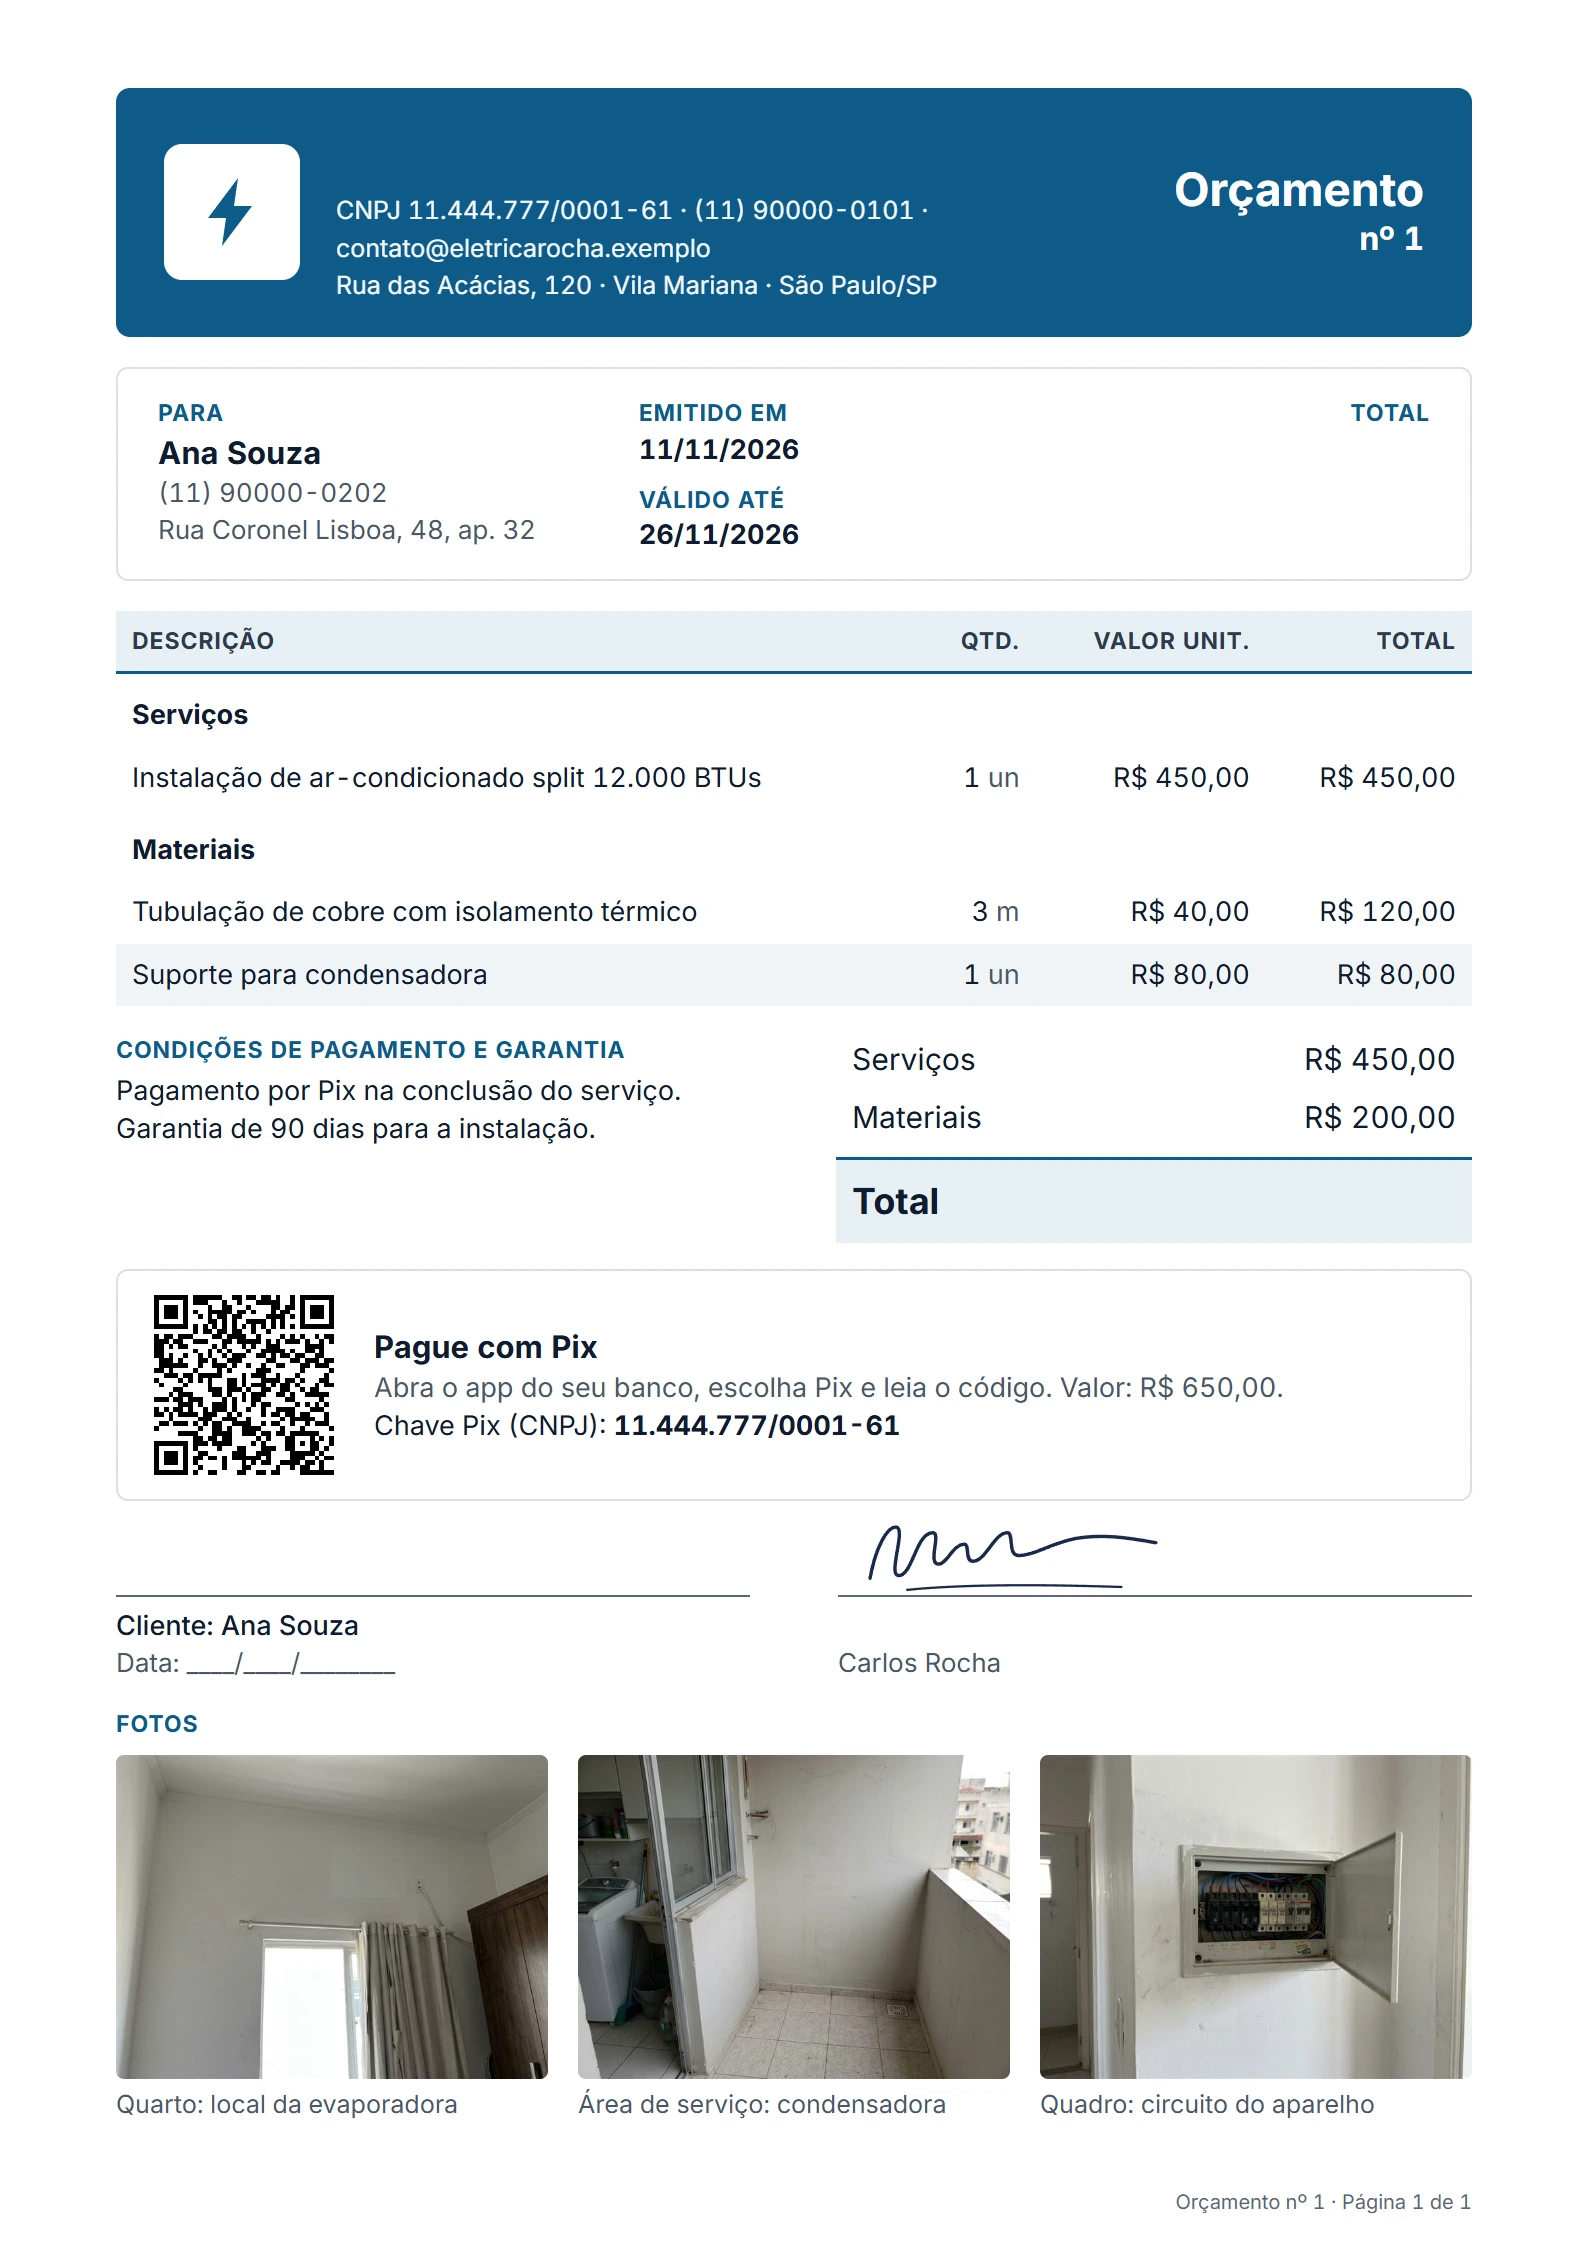 CNPJ 11.444.777/0001-61 · (11) 90000-0101 ·
contato@eletricarocha.exemplo
Rua das Acácias, 120 · Vila Mariana · São Paulo/SP
Orçamento
nº 1
PARA
Ana Souza
(11) 90000-0202
Rua Coronel Lisboa, 48, ap. 32
EMITIDO EM
11/11/2026
VÁLIDO ATÉ
26/11/2026
TOTAL
DESCRIÇÃO QTD. VALOR UNIT. TOTAL
Serviços
Instalação de ar-condicionado split 12.000 BTUs 1 un R$ 450,00 R$ 450,00
Materiais
Tubulação de cobre com isolamento térmico 3 m R$ 40,00 R$ 120,00
Suporte para condensadora 1 un R$ 80,00 R$ 80,00
CONDIÇÕES DE PAGAMENTO E GARANTIA
Pagamento por Pix na conclusão do serviço.
Garantia de 90 dias para a instalação.
Serviços R$ 450,00
Materiais R$ 200,00
Total
Pague com Pix
Abra o app do seu banco, escolha Pix e leia o código. Valor: R$ 650,00.
Chave Pix (CNPJ): 11.444.777/0001-61
Cliente: Ana Souza
Data: ____/____/________
Carlos Rocha
FOTOS
Quarto: local da evaporadora
Área de serviço: condensadora
Quadro: circuito do aparelho
Orçamento nº 1 · Página 1 de 1